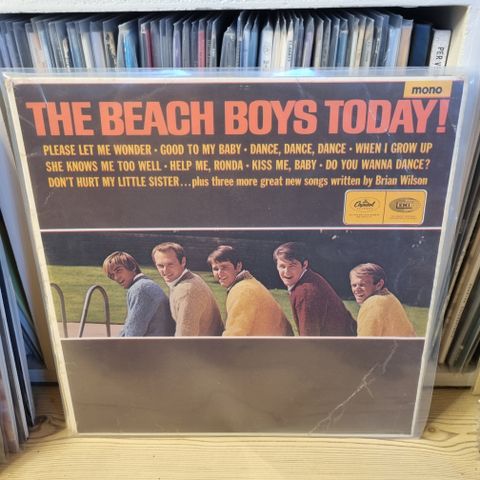 mono
THE BEACH BOYS TODAY!
PLEASE LET ME WONDER · GOOD TO MY BABY · DANCE, DANCE, DANCE · WHEN I GROW UP
SHE KNOWS ME TOO WELL · HELP ME, RONDA · KISS ME, BABY · DO YOU WANNA DANCE?
DON'T HURT MY LITTLE SISTER...plus three more great new songs written by Brian Wilson
Capitol
EMI